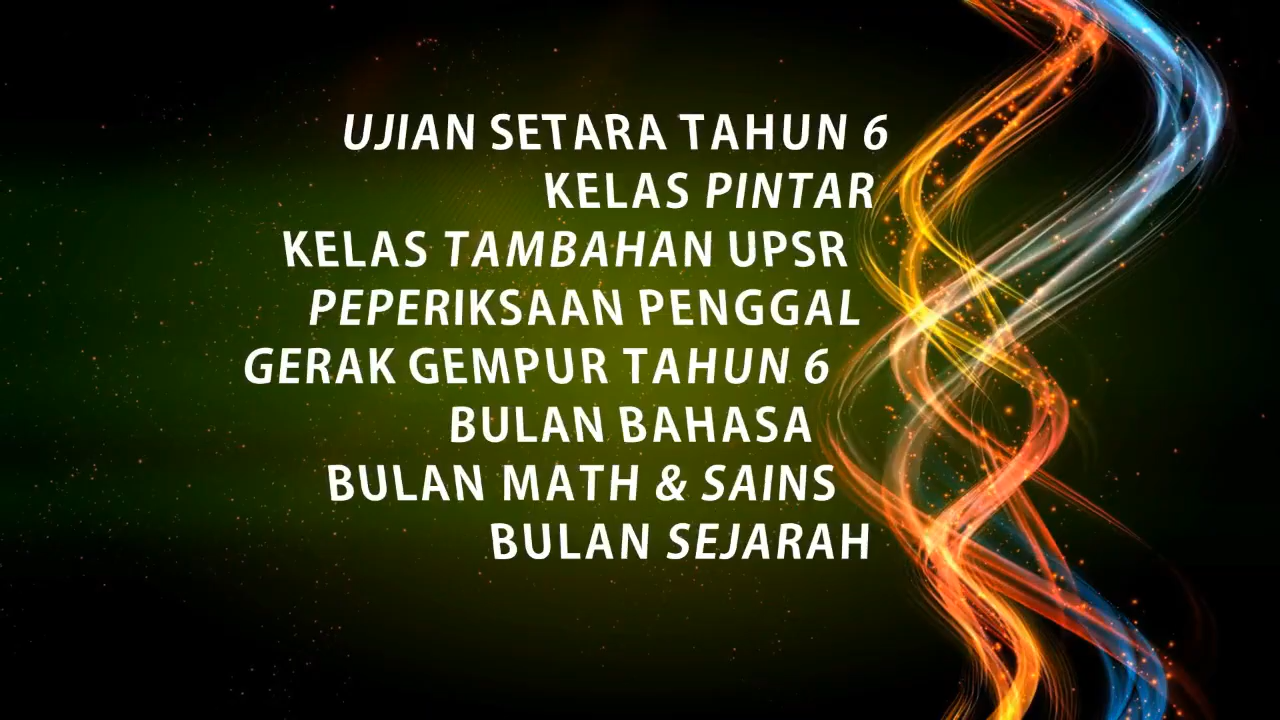 UJIAN SETARA TAHUN 6
KELAS PINTAR
KELAS TAMBAHAN UPSR
PEPERIKSAAN PENGGAL
GERAK GEMPUR TAHUN 6
BULAN BAHASA
BULAN MATH & SAINS
BULAN SEJARAH